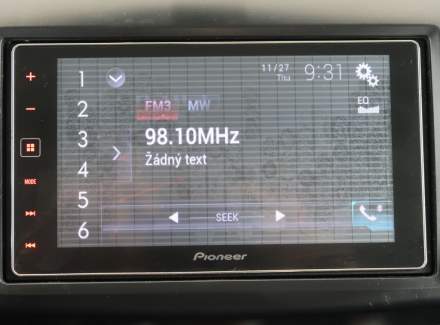 11/27
Thu
9:31
1
2
3
4
5
6
FM3 MW
EQ
98.10MHz
Žádný text
SEEK
MODE
Pioneer